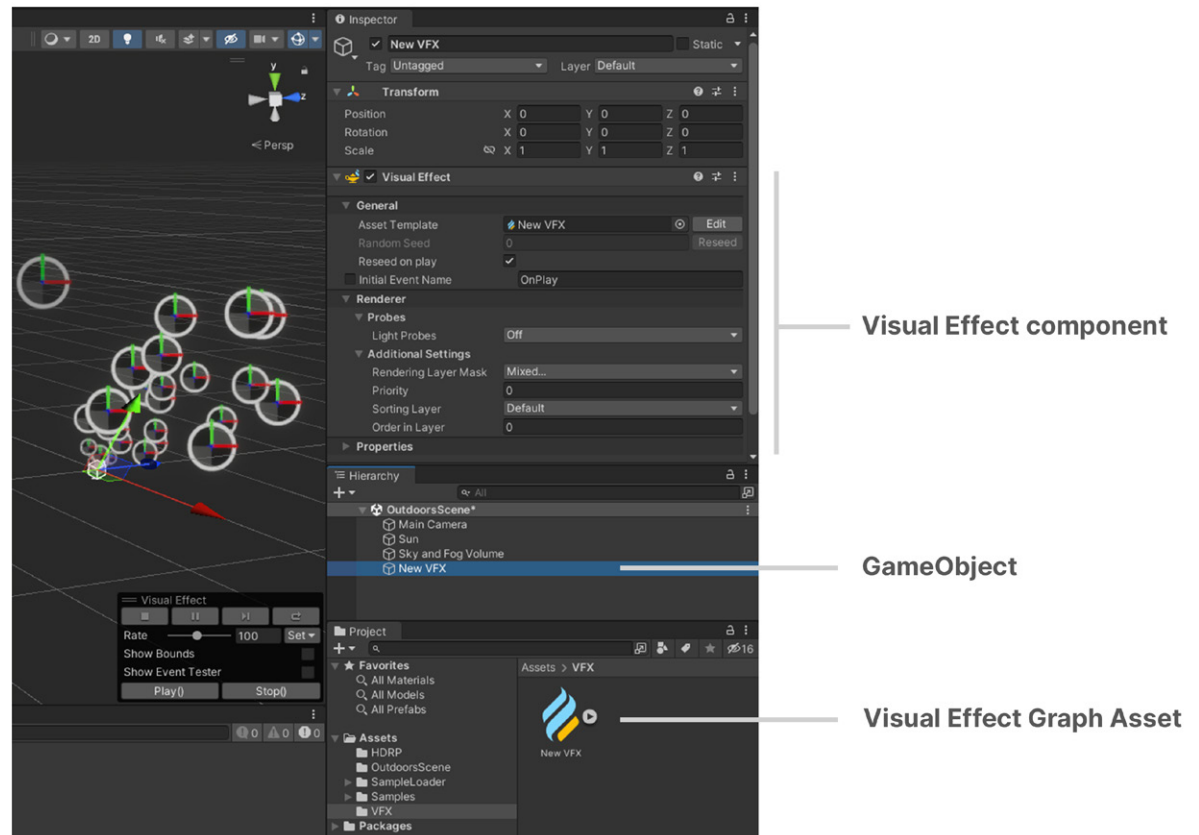 2D
y
z
Persp
Visual Effect
Rate 100 Set
Show Bounds
Show Event Tester
Play() Stop()
0 0 0
Inspector
New VFX Static
Tag Untagged Layer Default
Transform
Position X 0 Y 0 Z 0
Rotation X 0 Y 0 Z 0
Scale X 1 Y 1 Z 1
Visual Effect
General
Asset Template New VFX Edit
Random Seed 0 Reseed
Reseed on play
Initial Event Name OnPlay
Renderer
Probes
Light Probes Off
Additional Settings
Rendering Layer Mask Mixed...
Priority 0
Sorting Layer Default
Order in Layer 0
Properties
Hierarchy
All
OutdoorsScene*
Main Camera
Sun
Sky and Fog Volume
New VFX
Project
16
Favorites
All Materials
All Models
All Prefabs
Assets
HDRP
OutdoorsScene
SampleLoader
Samples
VFX
Packages
Assets > VFX
New VFX
Visual Effect component
GameObject
Visual Effect Graph Asset